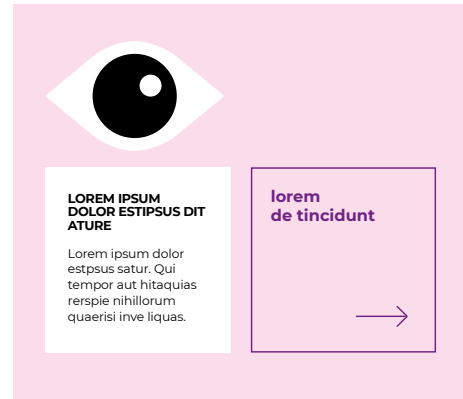 LOREM IPSUM
DOLOR ESTIPSUS DIT
ATURE
Lorem ipsum dolor
estpsus satur. Qui
tempor aut hitaquias
rerspie nihillorum
quaerisi inve liquas.
lorem
de tincidunt